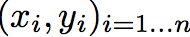 (x_i, y_i)_{i=1...n}